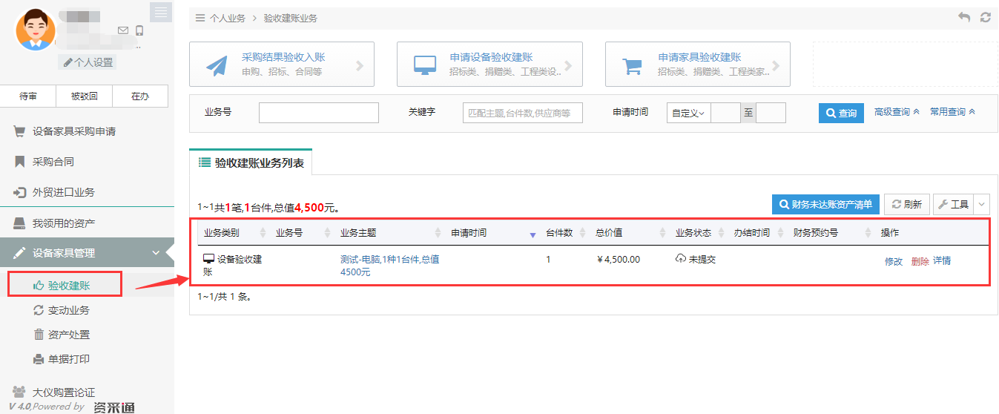 个人设置
待审 被驳回 在办
设备家具采购申请
采购合同
外贸进口业务
我领用的资产
设备家具管理
验收建账
变动业务
资产处置
单据打印
大仪购置论证
V 4.0,Powered by 资采通
个人业务 > 验收建账业务
采购结果验收入账
申购、招标、合同等
申请设备验收建账
招标类、捐赠类、工程类设..
申请家具验收建账
招标类、捐赠类、工程类家..
业务号 关键字 匹配主题,台件数,供应商等 申请时间 自定义 至 查询 高级查询 常用查询
验收建账业务列表
1~1共1笔,1台件,总值4,500元。
财务未达账资产清单 刷新 工具
业务类别 业务号 业务主题 申请时间 台件数 总价值 业务状态 办结时间 财务预约号 操作
设备验收建 测试-电脑,1种1台件,总值 1 ¥4,500.00 未提交 修改 删除 详情
账 4500元
1~1/共 1 条。